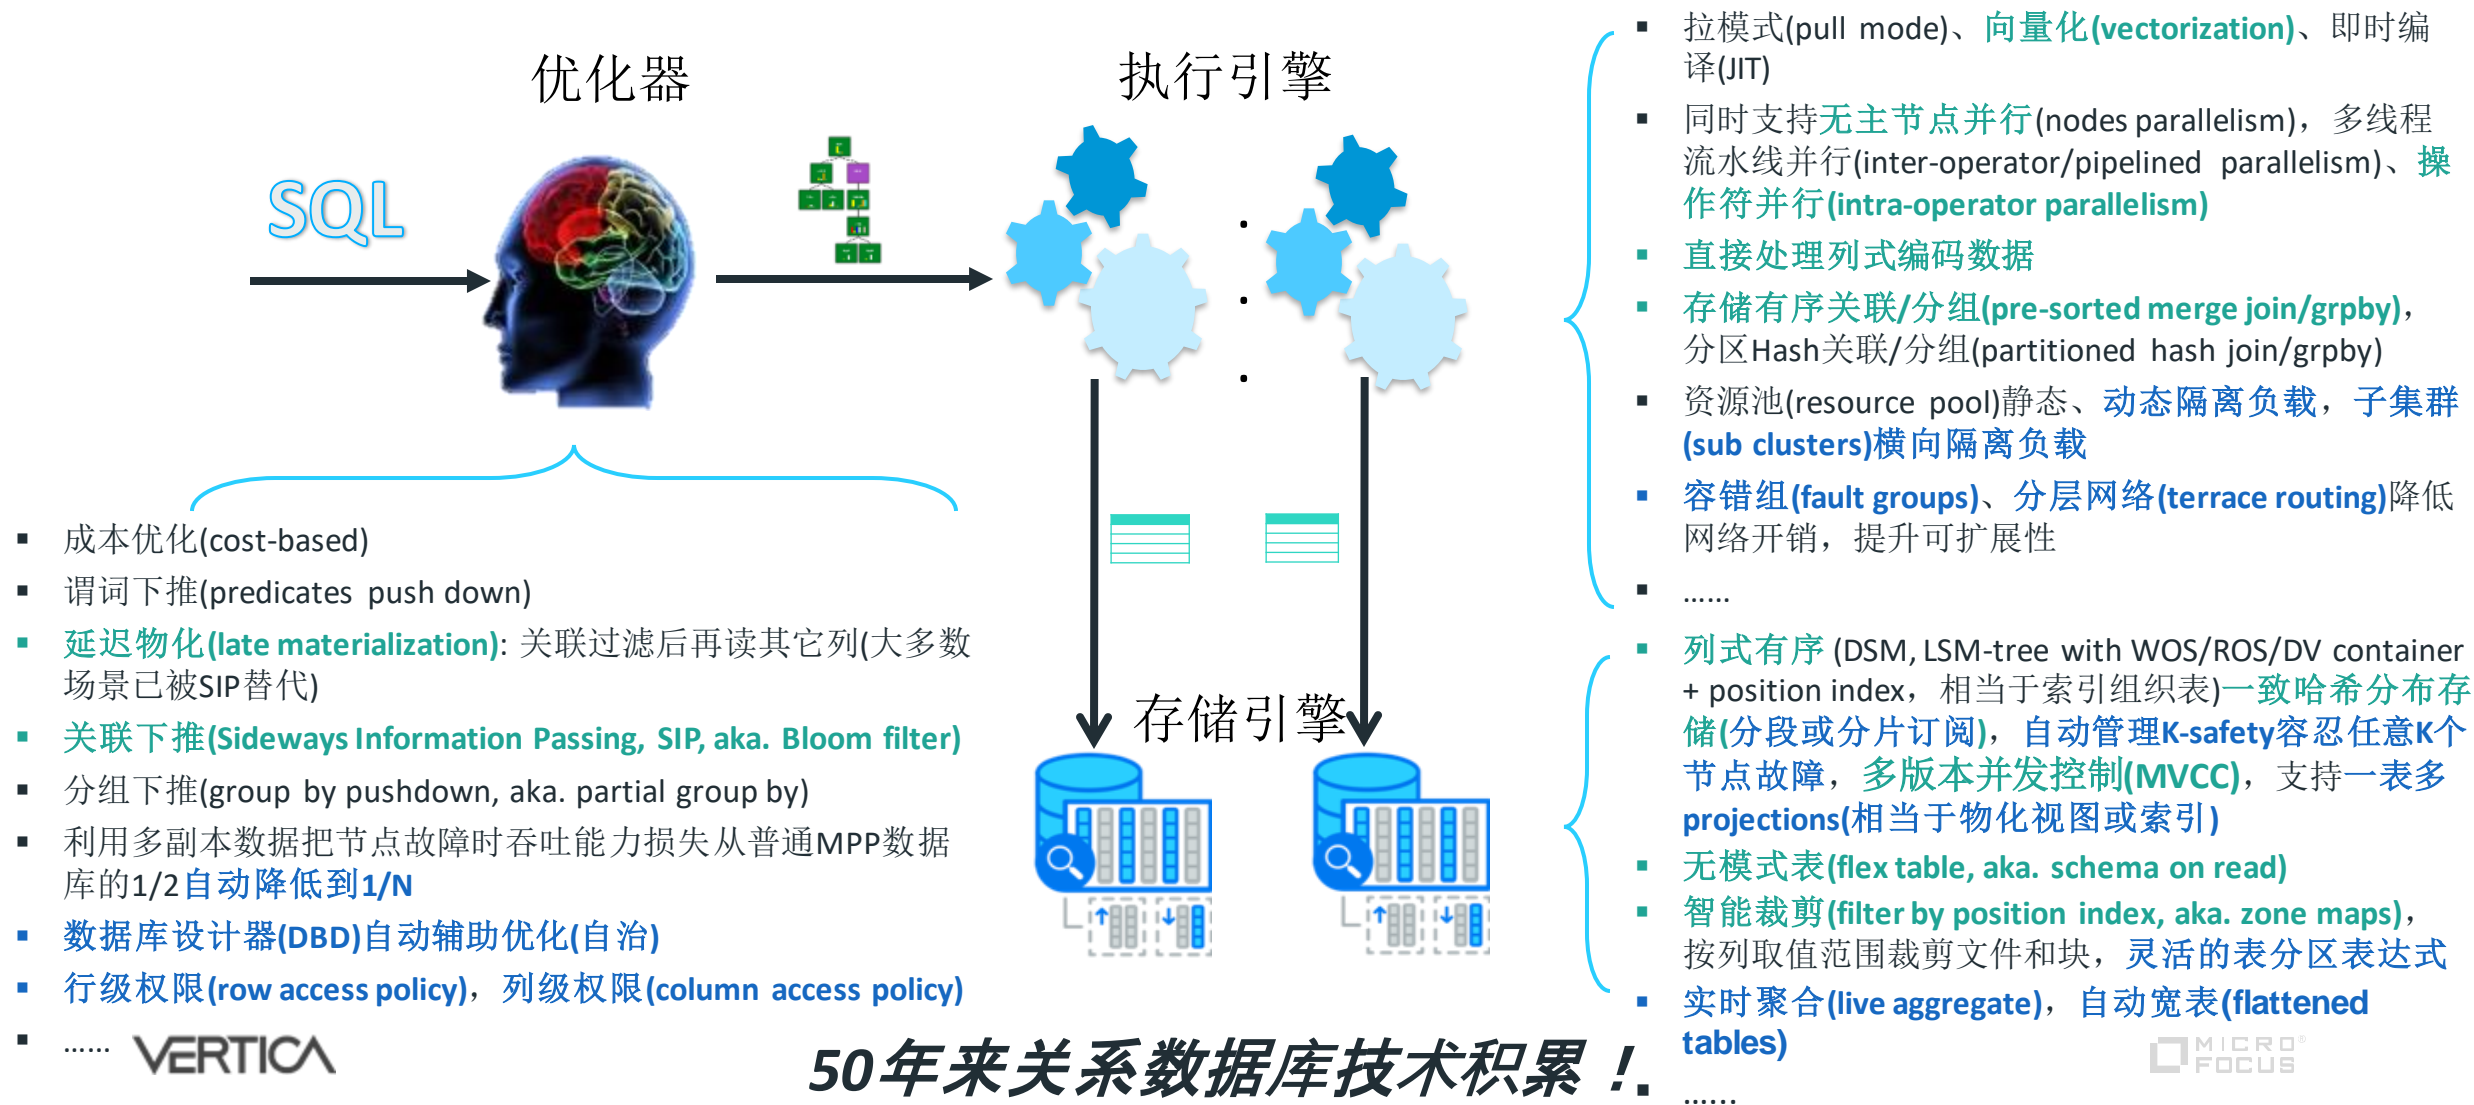 优化器
执行引擎
SQL
成本优化(cost-based)
谓词下推(predicates push down)
延迟物化(late materialization): 关联过滤后再读其它列(大多数
场景已被SIP替代)
关联下推(Sideways Information Passing, SIP, aka. Bloom filter)
分组下推(group by pushdown, aka. partial group by)
利用多副本数据把节点故障时吞吐能力损失从普通MPP数据
库的1/2自动降低到1/N
数据库设计器(DBD)自动辅助优化(自治)
行级权限(row access policy)，列级权限(column access policy)
......
VERTICA
存储引擎
拉模式(pull mode)、向量化(vectorization)、即时编
译(JIT)
同时支持无主节点并行(nodes parallelism)，多线程
流水线并行(inter-operator/pipelined parallelism)、操
作符并行(intra-operator parallelism)
直接处理列式编码数据
存储有序关联/分组(pre-sorted merge join/grpby)，
分区Hash关联/分组(partitioned hash join/grpby)
资源池(resource pool)静态、动态隔离负载，子集群
(sub clusters)横向隔离负载
容错组(fault groups)、分层网络(terrace routing)降低
网络开销，提升可扩展性
......
列式有序 (DSM, LSM-tree with WOS/ROS/DV container
+ position index，相当于索引组织表)一致哈希分布存
储(分段或分片订阅)，自动管理K-safety容忍任意K个
节点故障，多版本并发控制(MVCC)，支持一表多
projections(相当于物化视图或索引)
无模式表(flex table, aka. schema on read)
智能裁剪(filter by position index, aka. zone maps)，
按列取值范围裁剪文件和块，灵活的表分区表达式
实时聚合(live aggregate)，自动宽表(flattened
tables)
......
50年来关系数据库技术积累！
MICRO
FOCUS